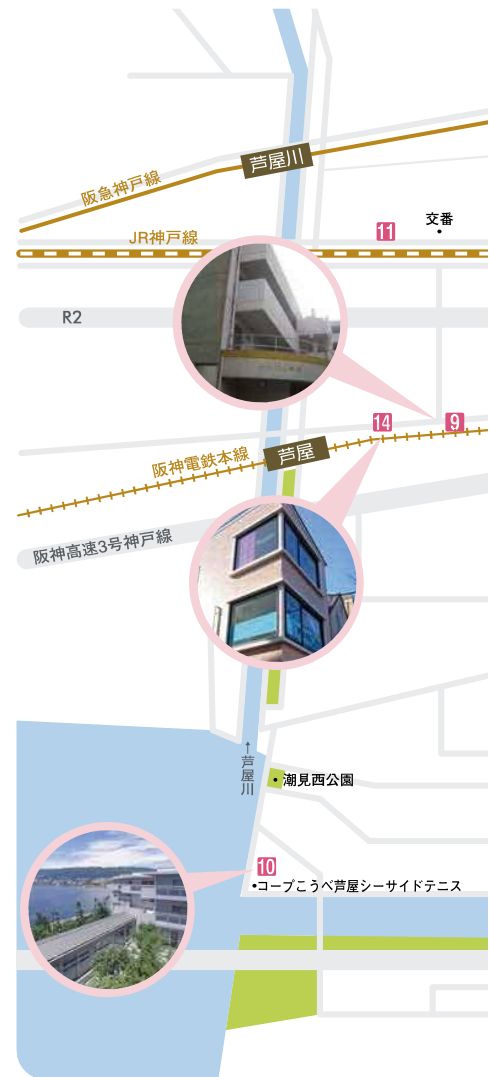 芦屋川
阪急神戸線
11
交番
JR神戸線
R2
14
9
芦屋
阪神電鉄本線
阪神高速3号神戸線
↑芦屋川
潮見西公園
10
コープこうべ芦屋シーサイドテニス